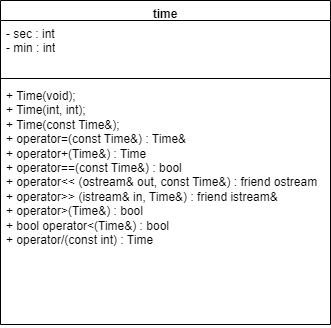 time
- sec : int
- min : int
+ Time(void);
+ Time(int, int);
+ Time(const Time&);
+ operator=(const Time&) : Time&
+ operator+(Time&) : Time
+ operator==(const Time&) : bool
+ operator<< (ostream& out, const Time&) : friend ostream
+ operator>> (istream& in, Time&) : friend istream&
+ operator>(Time&) : bool
+ bool operator<(Time&) : bool
+ operator/(const int) : Time